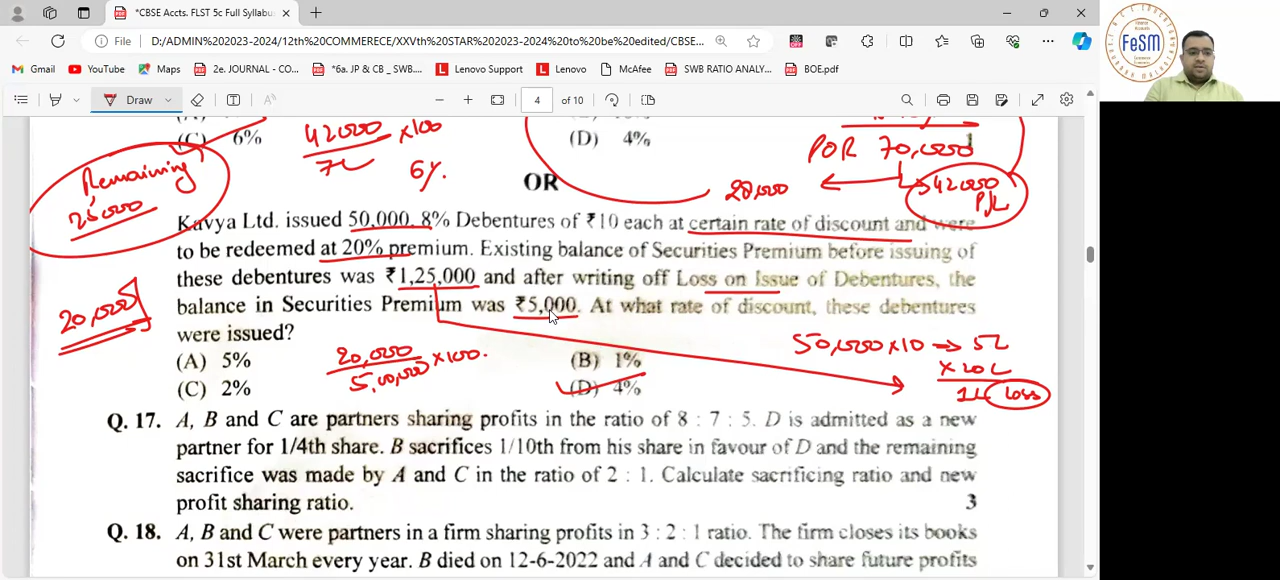 *CBSE Accts. FLST 5c Full Syllabu
File D:/ADMIN%202023-2024/12th%20COMMERECE/XXVth%20STAR%202023-2024%20to%20be%20edited/CBSE...
Gmail YouTube Maps 2e. JOURNAL - CO... *6a. JP & CB _ SWB.... Lenovo Support Lenovo McAfee SWB RATIO ANALY... BOE.pdf
Draw 4 of 10
FeSM
(C) 6%
42000 x100
6%
(D) 4%
1
POR 70,000
28,000
42000
P/L
Remaining
25000
OR
Kavya Ltd. issued 50,000, 8% Debentures of ₹10 each at certain rate of discount and were
to be redeemed at 20% premium. Existing balance of Securities Premium before issuing of
these debentures was ₹1,25,000 and after writing off Loss on Issue of Debentures, the
balance in Securities Premium was ₹5,000. At what rate of discount, these debentures
were issued?
20,000
50,000 x 10 → 5L
x 20%
1L Loss
(A) 5%
20,000
5,00,000 x 100.
(B) 1%
(C) 2%
(D) 4%
Q. 17. A, B and C are partners sharing profits in the ratio of 8 : 7 : 5. D is admitted as a new
partner for 1/4th share. B sacrifices 1/10th from his share in favour of D and the remaining
sacrifice was made by A and C in the ratio of 2 : 1. Calculate sacrificing ratio and new
profit sharing ratio. 3
Q. 18. A, B and C were partners in a firm sharing profits in 3 : 2 : 1 ratio. The firm closes its books
on 31st March every year. B died on 12-6-2022 and A and C decided to share future profits